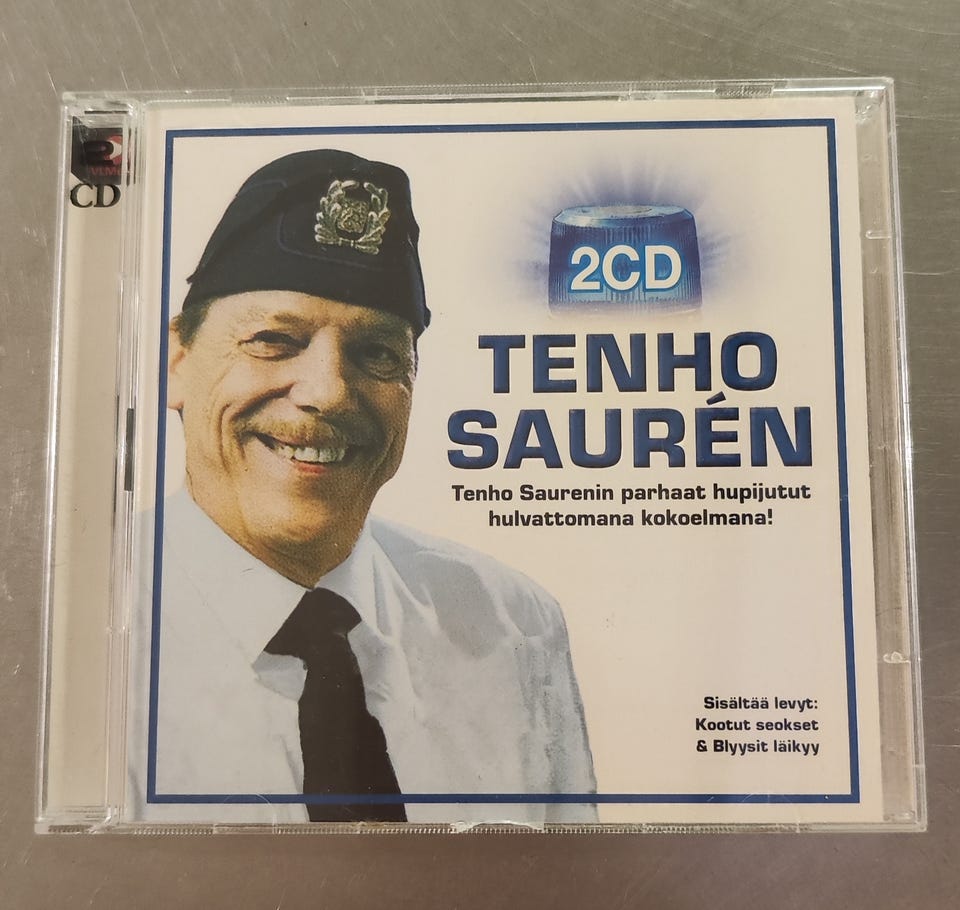 CD
2CD
TENHO
SAURÉN
Tenho Saurenin parhaat hupijutut
hulvattomana kokoelmana!
Sisältää levyt:
Kootut seokset
& Blyysit läikyy